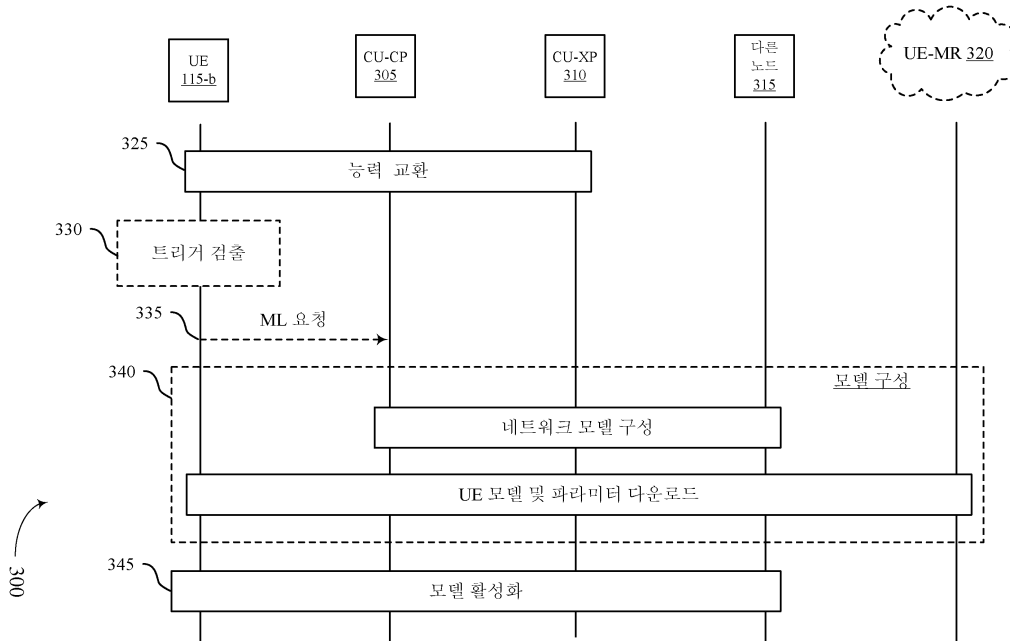 UE
115-b
CU-CP
305
CU-XP
310
다른
노드
315
UE-MR 320
325
능력 교환
330
트리거 검출
335
ML 요청
340
모델 구성
네트워크 모델 구성
UE 모델 및 파라미터 다운로드
345
모델 활성화
300